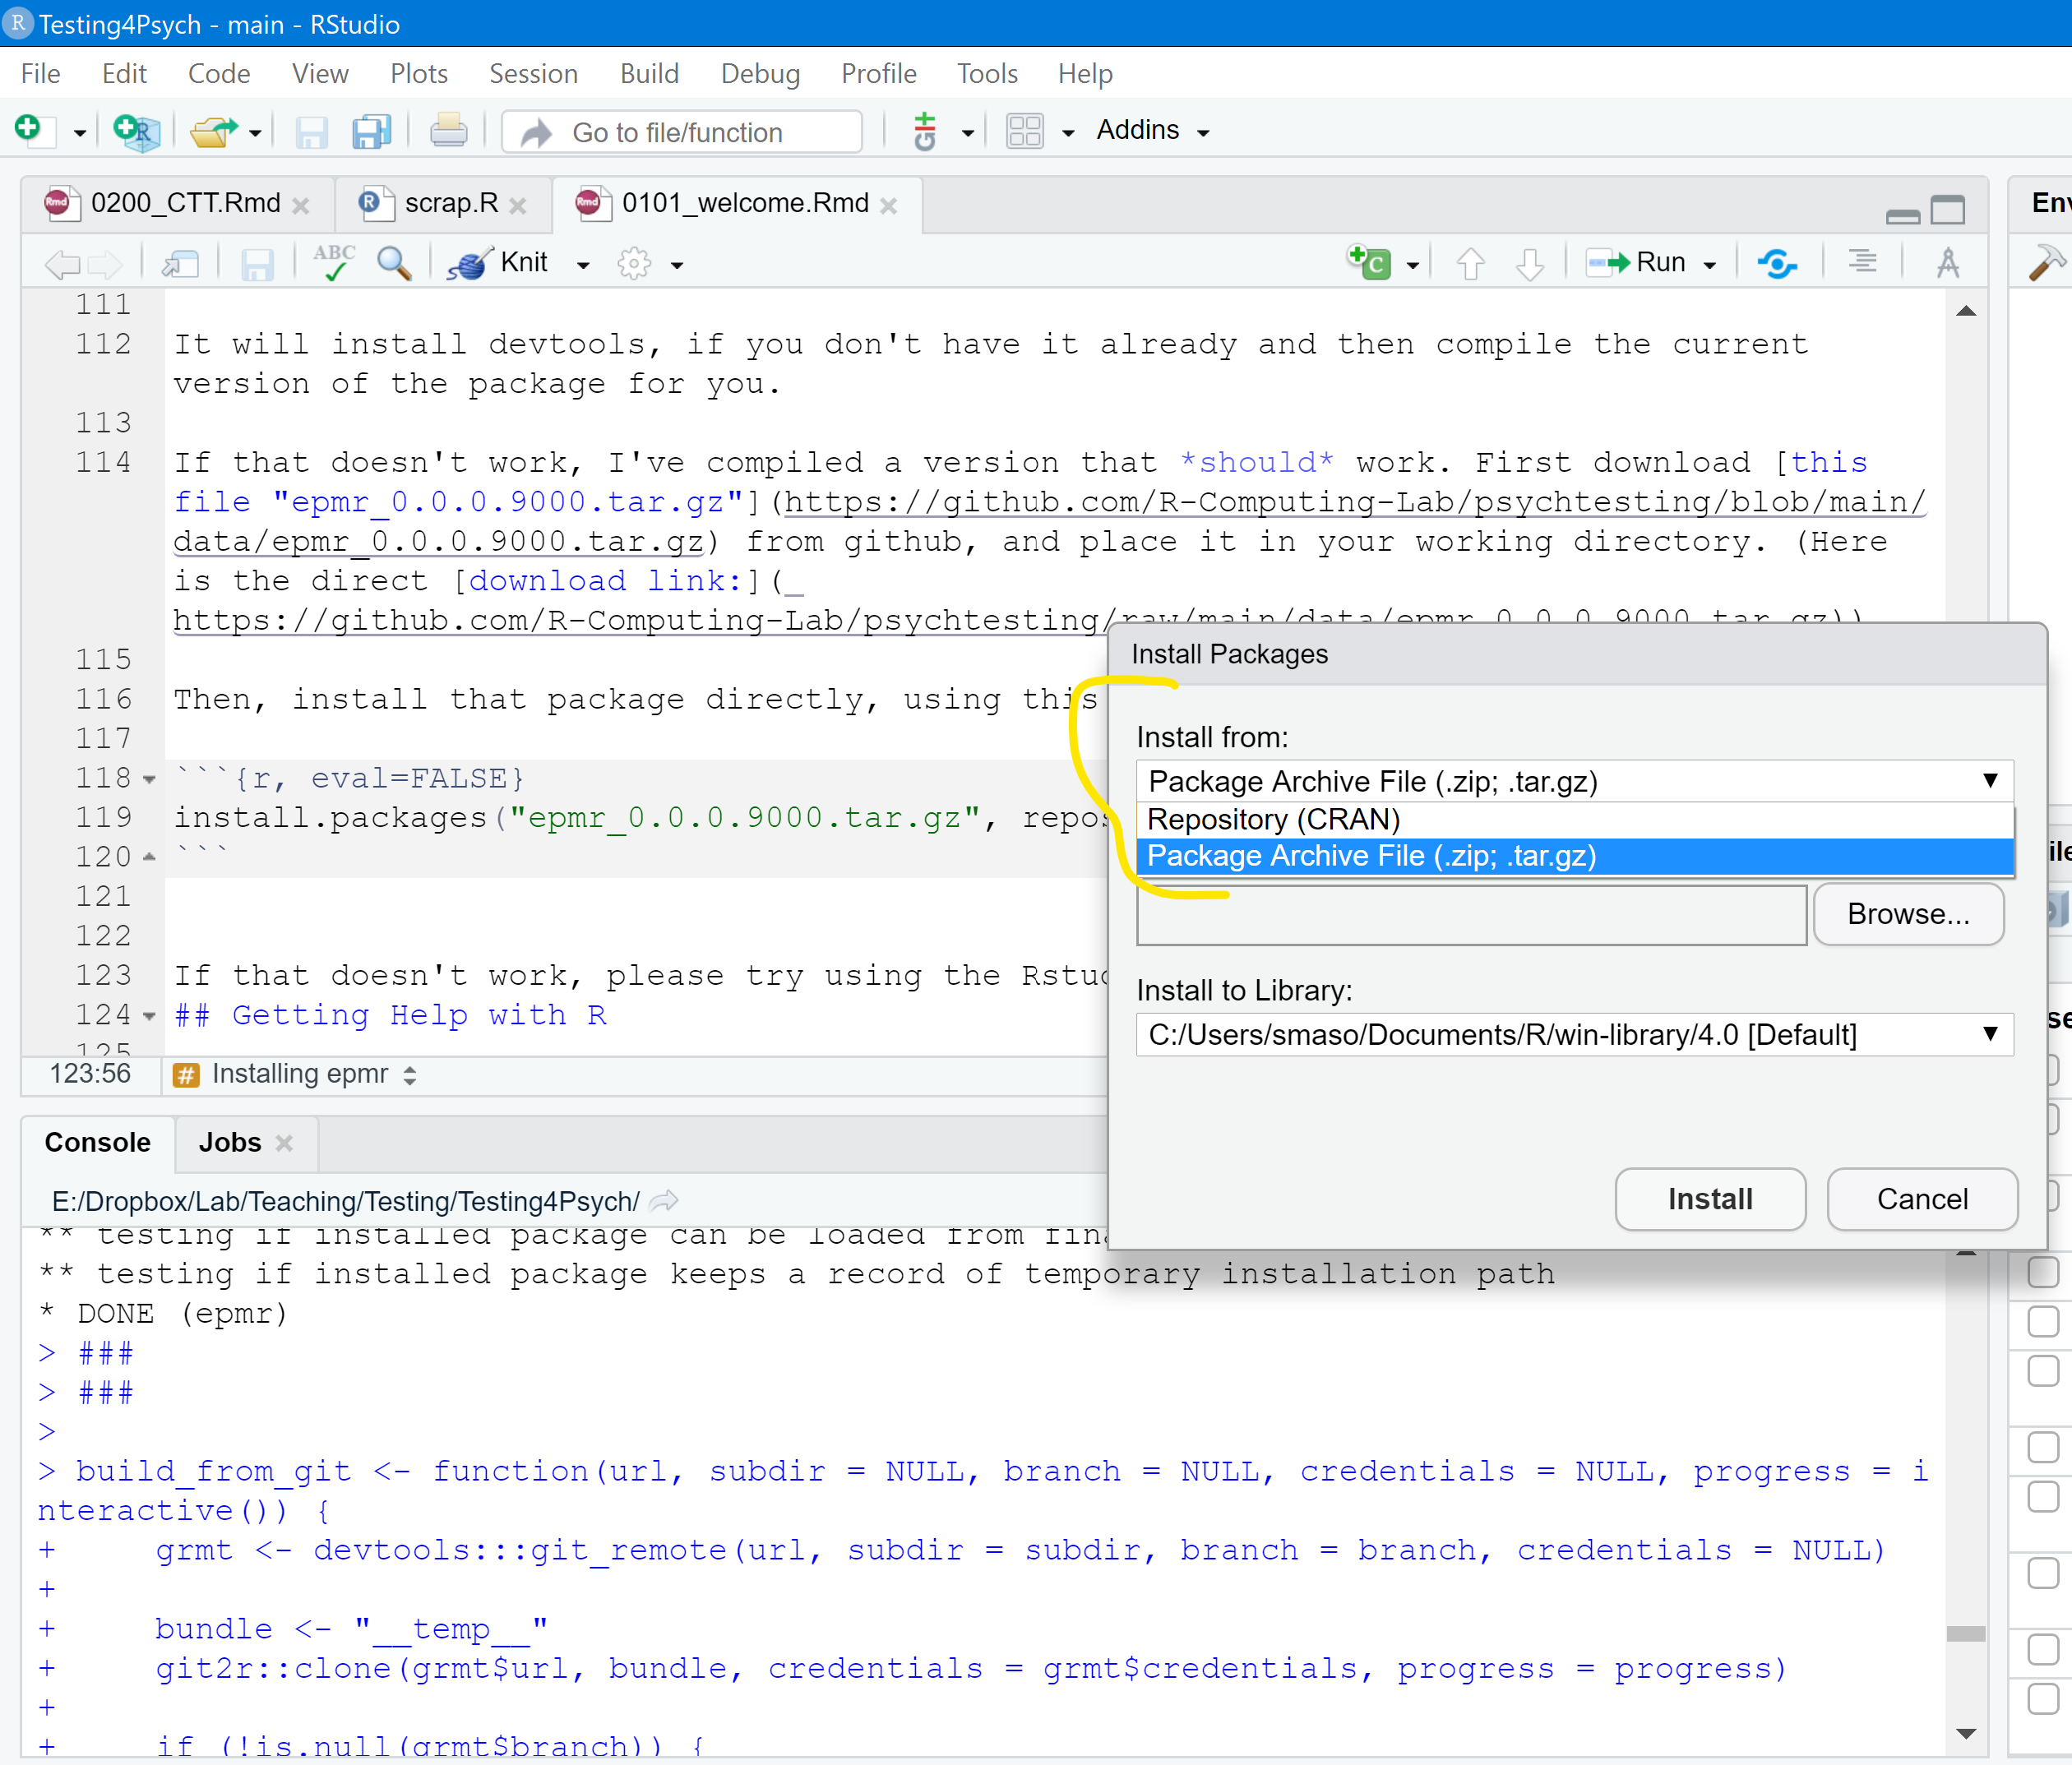 Testing4Psych - main - RStudio
File Edit Code View Plots Session Build Debug Profile Tools Help
Go to file/function Addins
0200_CTT.Rmd scrap.R 0101_welcome.Rmd
ABC Knit Run
111
112 It will install devtools, if you don't have it already and then compile the current
version of the package for you.
113
114 If that doesn't work, I've compiled a version that *should* work. First download [this
file "epmr_0.0.0.9000.tar.gz"](https://github.com/R-Computing-Lab/psychtesting/blob/main/
data/epmr_0.0.0.9000.tar.gz) from github, and place it in your working directory. (Here
is the direct [download link:](
https://github.com/R-Computing-Lab/psychtesting/raw/main/data/epmr_0.0.0.9000.tar.gz))
115
116 Then, install that package directly, using this
117
118 ```{r, eval=FALSE}
119 install.packages("epmr_0.0.0.9000.tar.gz", repos
120 ```
121
122
123 If that doesn't work, please try using the Rstu
124 ## Getting Help with R
125
123:56 # Installing epmr
Install Packages
Install from:
Package Archive File (.zip; .tar.gz)
Repository (CRAN)
Package Archive File (.zip; .tar.gz)
Browse...
Install to Library:
C:/Users/smaso/Documents/R/win-library/4.0 [Default]
Install Cancel
Console Jobs
E:/Dropbox/Lab/Teaching/Testing/Testing4Psych/
** testing if installed package can be loaded from fin
** testing if installed package keeps a record of temporary installation path
* DONE (epmr)
> ###
> ###
>
> build_from_git <- function(url, subdir = NULL, branch = NULL, credentials = NULL, progress = i
nteractive()) {
+ grmt <- devtools:::git_remote(url, subdir = subdir, branch = branch, credentials = NULL)
+
+ bundle <- "__temp__"
+ git2r::clone(grmt$url, bundle, credentials = grmt$credentials, progress = progress)
+
+ if (!is.null(grmt$branch)) {
Env